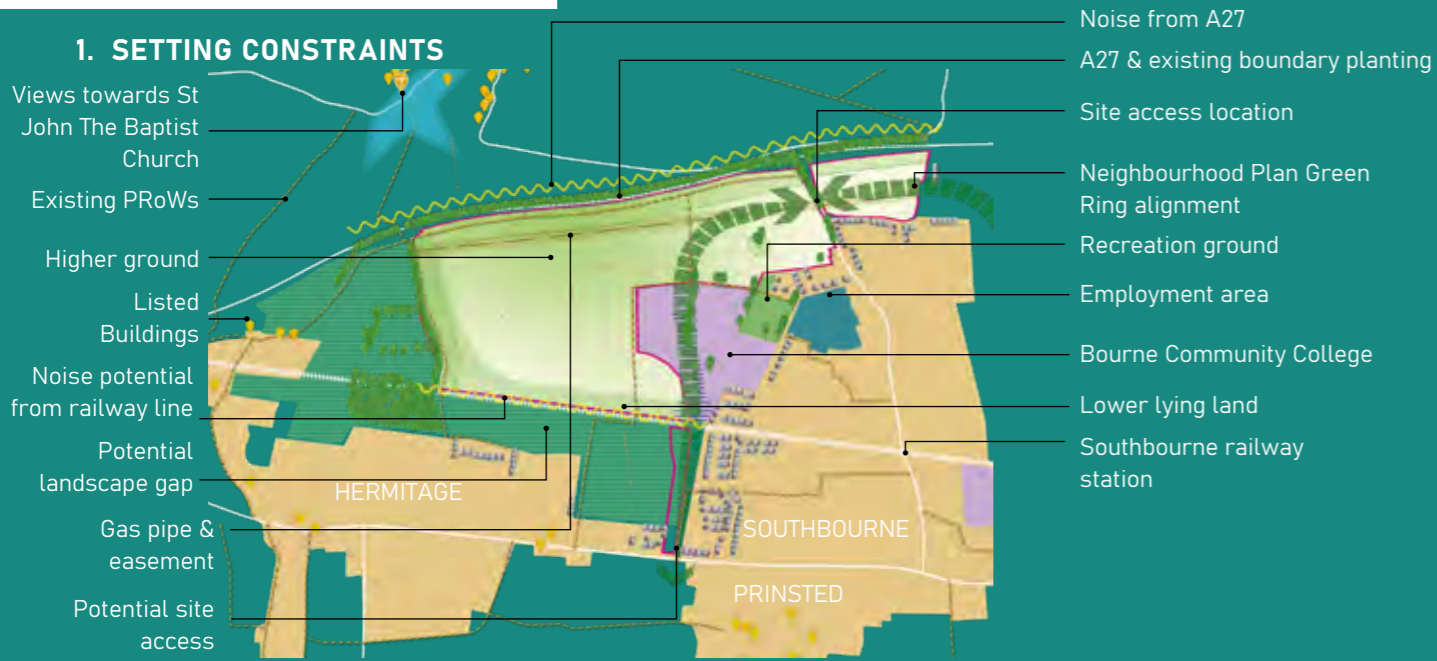 1. SETTING CONSTRAINTS
Views towards St
John The Baptist
Church
Existing PRoWs
Higher ground
Listed
Buildings
Noise potential
from railway line
Potential
landscape gap
Gas pipe &
easement
Potential site
access
HERMITAGE
SOUTHBOURNE
PRINSTED
Noise from A27
A27 & existing boundary planting
Site access location
Neighbourhood Plan Green
Ring alignment
Recreation ground
Employment area
Bourne Community College
Lower lying land
Southbourne railway
station